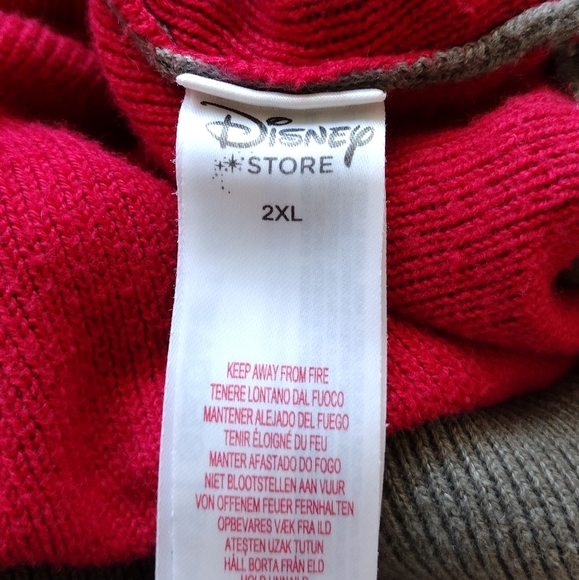 DISNEY
STORE
2XL
KEEP AWAY FROM FIRE
TENERE LONTANO DAL FUOCO
MANTENER ALEJADO DEL FUEGO
TENIR ÉLOIGNÉ DU FEU
MANTER AFASTADO DO FOGO
NIET BLOOTSTELLEN AAN VUUR
VON OFFENEM FEUER FERNHALTEN
OPBEVARES VÆK FRA ILD
ATEŞTEN UZAK TUTUN
HÅLL BORTA FRÅN ELD